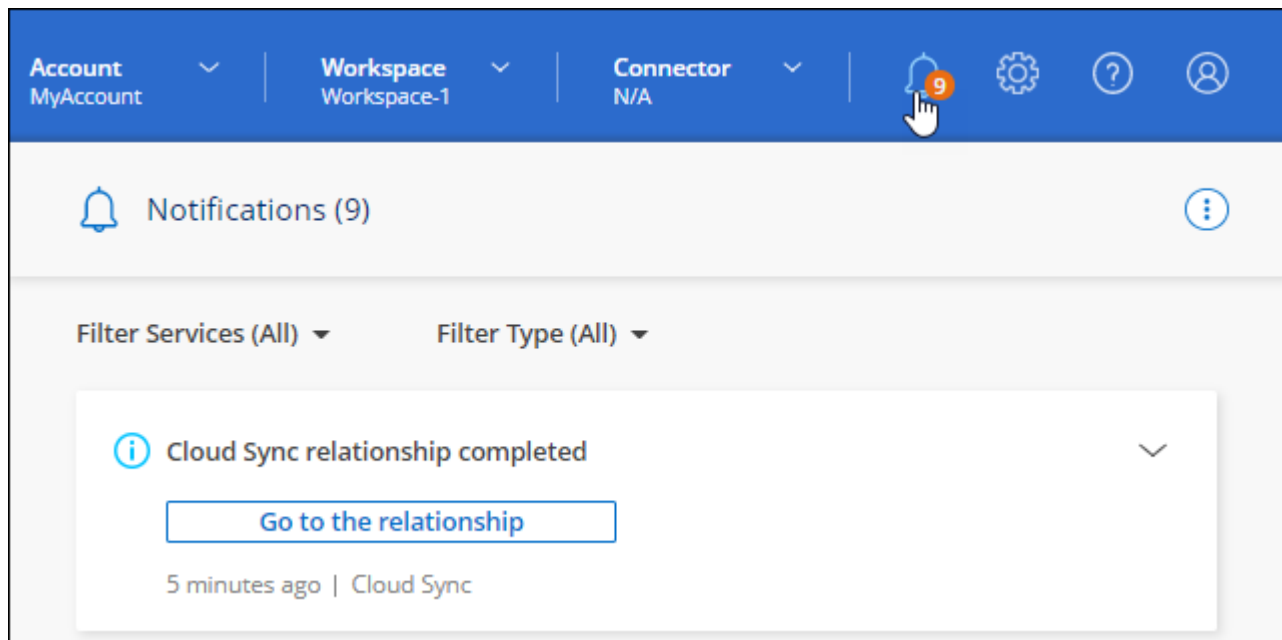 Account
MyAccount
Workspace
Workspace-1
Connector
N/A
9
Notifications (9)
Filter Services (All)
Filter Type (All)
Cloud Sync relationship completed
Go to the relationship
5 minutes ago | Cloud Sync